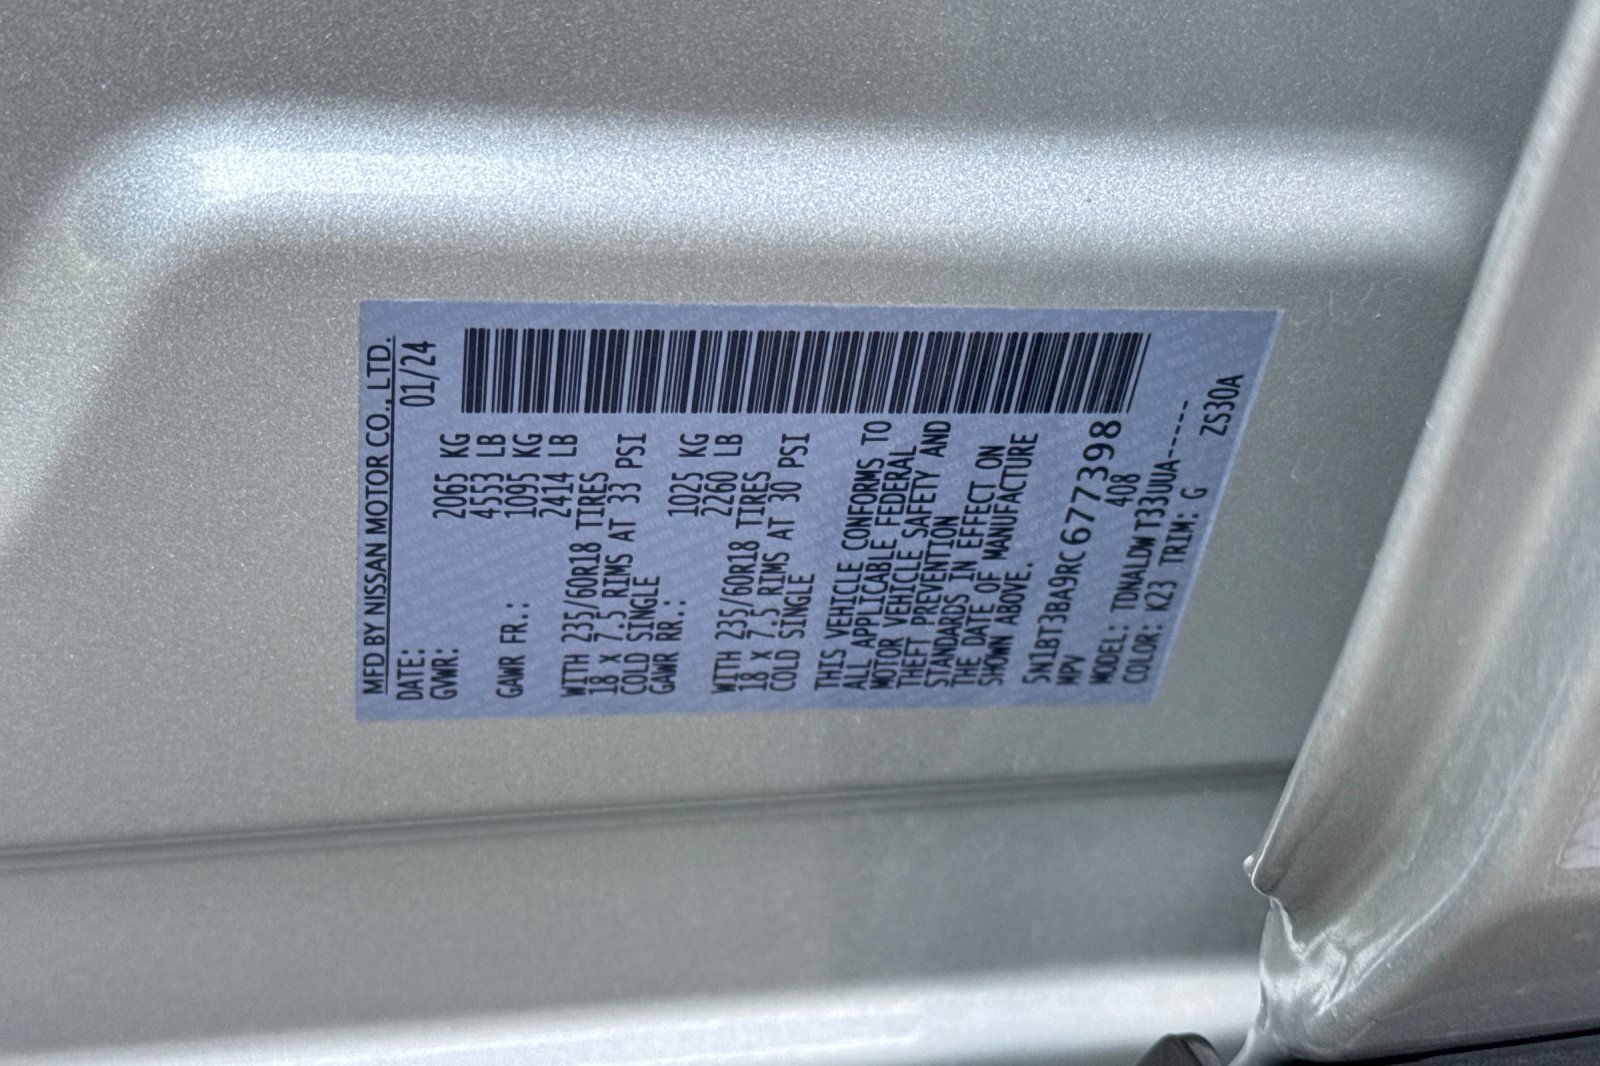 MFD BY NISSAN MOTOR CO., LTD.
DATE: 01/24
GVWR: 2065 KG
4553 LB
GAWR FR.: 1095 KG
2414 LB
WITH 235/60R18 TIRES
18 X 7.5 RIMS AT 33 PSI
COLD SINGLE
GAWR RR.: 1025 KG
2260 LB
WITH 235/60R18 TIRES
18 X 7.5 RIMS AT 30 PSI
COLD SINGLE
THIS VEHICLE CONFORMS TO
ALL APPLICABLE FEDERAL
MOTOR VEHICLE SAFETY AND
THEFT PREVENTION
STANDARDS IN EFFECT ON
THE DATE OF MANUFACTURE
SHOWN ABOVE.
5N1BT3BA9RC677398
MPV 408
MODEL: TDNALDW T33UUA-----
COLOR: K23 TRIM: G ZS30A